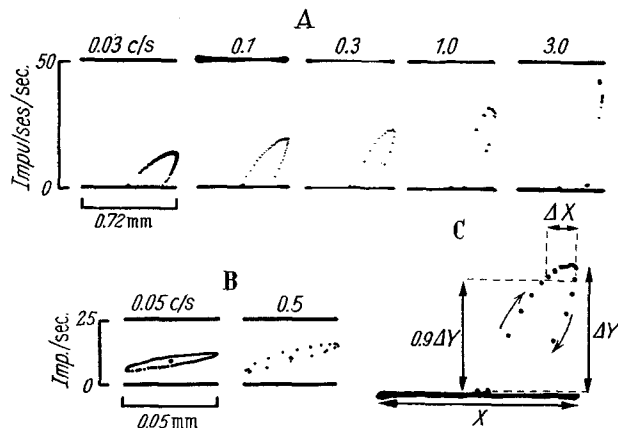 A
0.03 c/s 0.1 0.3 1.0 3.0
50
Impulses/sec.
0
0.72 mm
B
0.05 c/s 0.5
25
Imp./sec.
0
0.05 mm
C
ΔX
0.9ΔY
ΔY
X